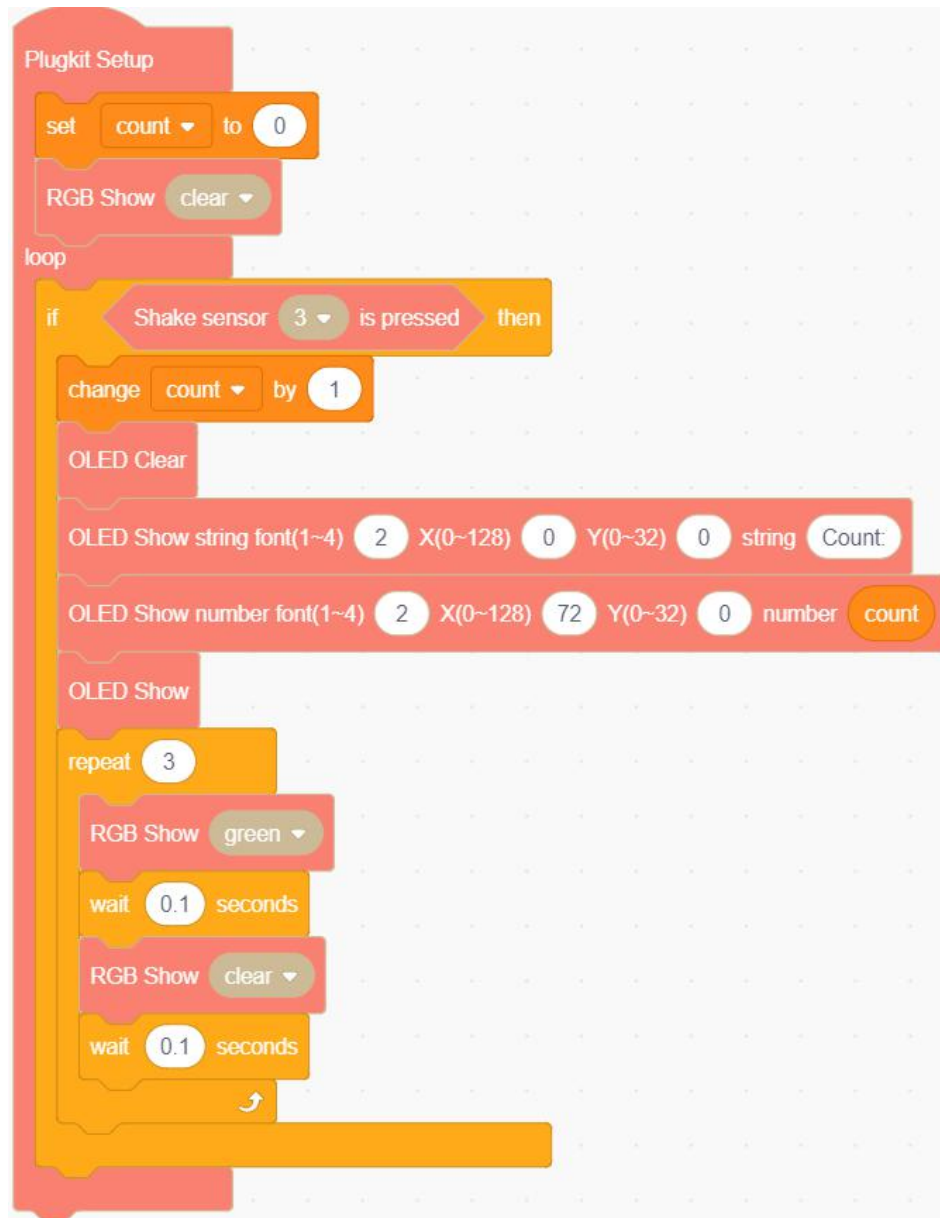 Plugkit Setup
set count to 0
RGB Show clear
loop
if Shake sensor 3 is pressed then
change count by 1
OLED Clear
OLED Show string font(1~4) 2 X(0~128) 0 Y(0~32) 0 string Count:
OLED Show number font(1~4) 2 X(0~128) 72 Y(0~32) 0 number count
OLED Show
repeat 3
RGB Show green
wait 0.1 seconds
RGB Show clear
wait 0.1 seconds